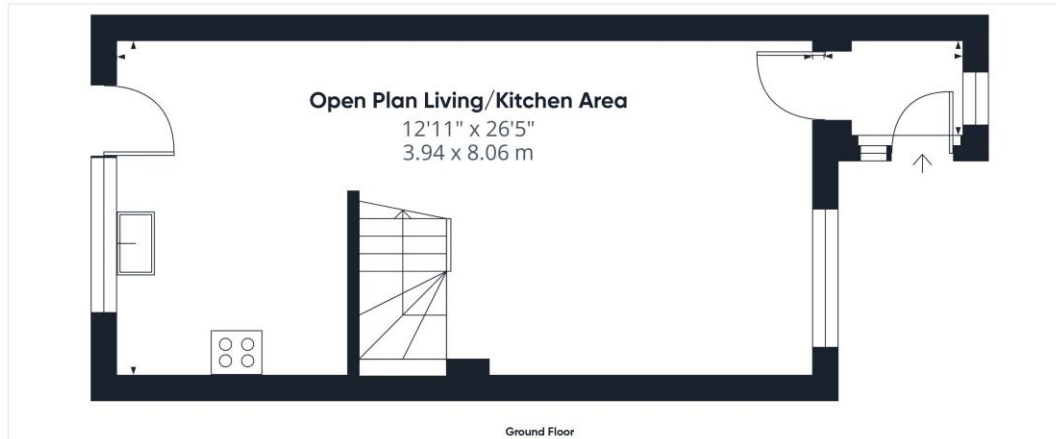 Open Plan Living/Kitchen Area
12'11" x 26'5"
3.94 x 8.06 m
Ground Floor